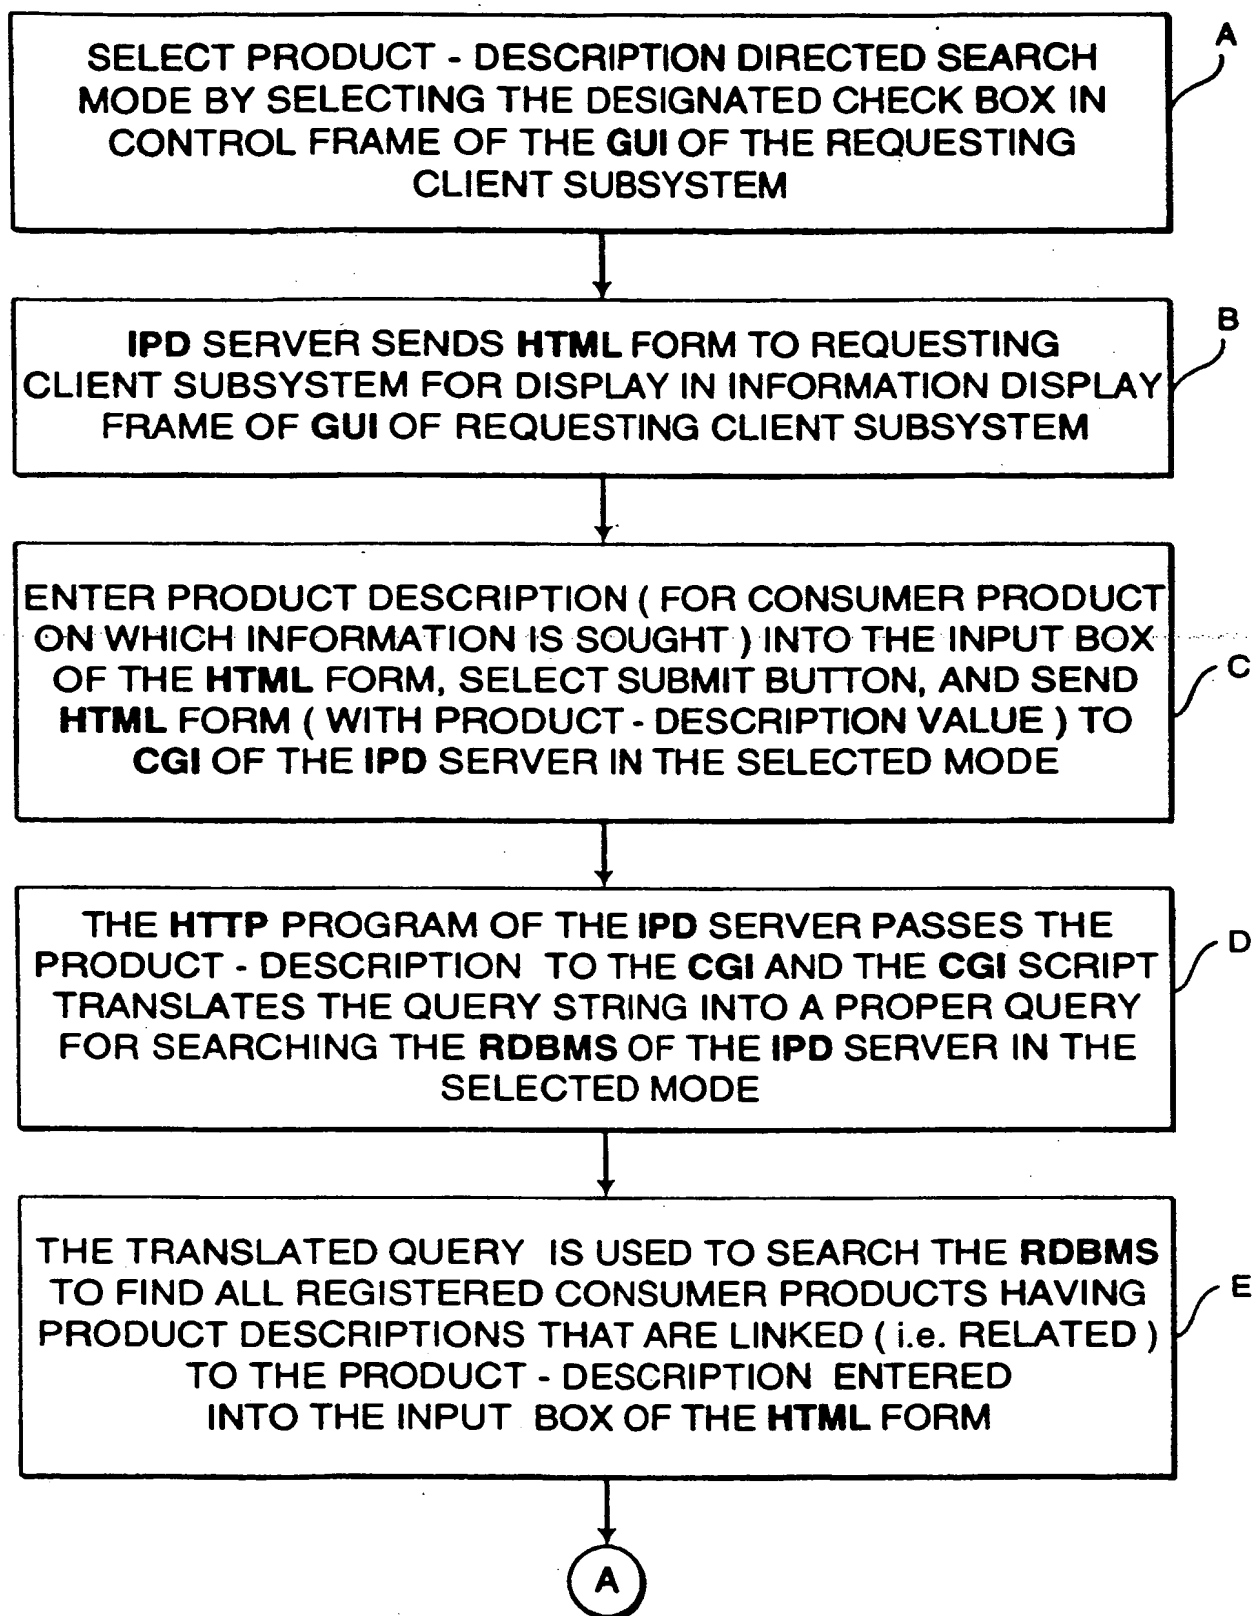 A
SELECT PRODUCT - DESCRIPTION DIRECTED SEARCH
MODE BY SELECTING THE DESIGNATED CHECK BOX IN
CONTROL FRAME OF THE GUI OF THE REQUESTING
CLIENT SUBSYSTEM
B
IPD SERVER SENDS HTML FORM TO REQUESTING
CLIENT SUBSYSTEM FOR DISPLAY IN INFORMATION DISPLAY
FRAME OF GUI OF REQUESTING CLIENT SUBSYSTEM
ENTER PRODUCT DESCRIPTION ( FOR CONSUMER PRODUCT
ON WHICH INFORMATION IS SOUGHT ) INTO THE INPUT BOX
OF THE HTML FORM, SELECT SUBMIT BUTTON, AND SEND
HTML FORM ( WITH PRODUCT - DESCRIPTION VALUE ) TO
CGI OF THE IPD SERVER IN THE SELECTED MODE
C
THE HTTP PROGRAM OF THE IPD SERVER PASSES THE
PRODUCT - DESCRIPTION TO THE CGI AND THE CGI SCRIPT
TRANSLATES THE QUERY STRING INTO A PROPER QUERY
FOR SEARCHING THE RDBMS OF THE IPD SERVER IN THE
SELECTED MODE
D
THE TRANSLATED QUERY IS USED TO SEARCH THE RDBMS
TO FIND ALL REGISTERED CONSUMER PRODUCTS HAVING
PRODUCT DESCRIPTIONS THAT ARE LINKED ( i.e. RELATED )
TO THE PRODUCT - DESCRIPTION ENTERED
INTO THE INPUT BOX OF THE HTML FORM
E
A